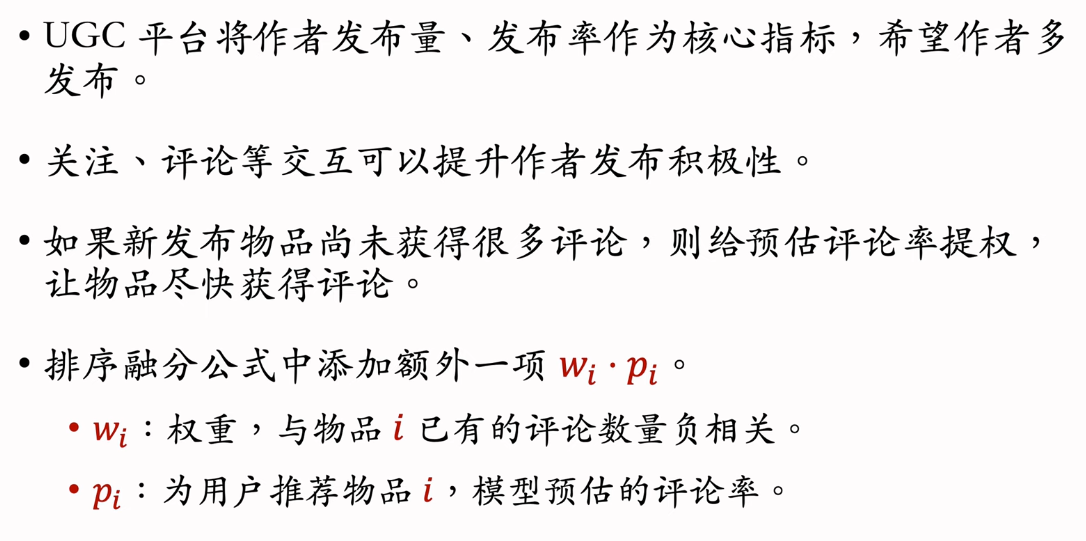 • UGC 平台将作者发布量、发布率作为核心指标，希望作者多
发布。
• 关注、评论等交互可以提升作者发布积极性。
• 如果新发布物品尚未获得很多评论，则给预估评论率提权，
让物品尽快获得评论。
• 排序融分公式中添加额外一项 wᵢ · pᵢ。
• wᵢ：权重，与物品 i 已有的评论数量负相关。
• pᵢ：为用户推荐物品 i，模型预估的评论率。